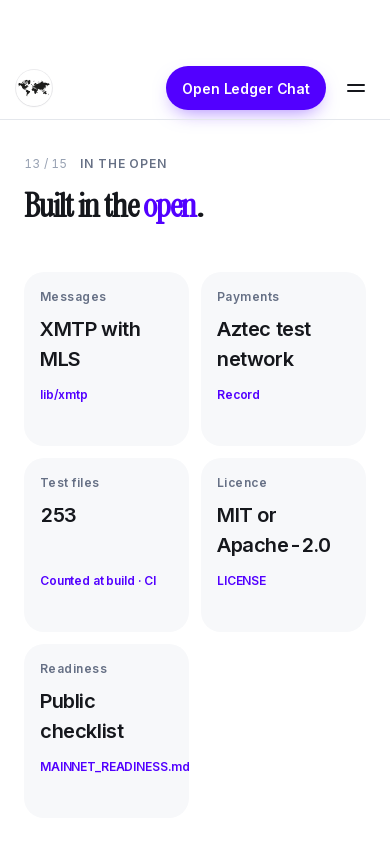 Open Ledger Chat
13 / 15 IN THE OPEN
Built in the open.
Messages
XMTP with
MLS
lib/xmtp
Payments
Aztec test
network
Record
Test files
253
Counted at build · CI
Licence
MIT or
Apache-2.0
LICENSE
Readiness
Public
checklist
MAINNET_READINESS.md